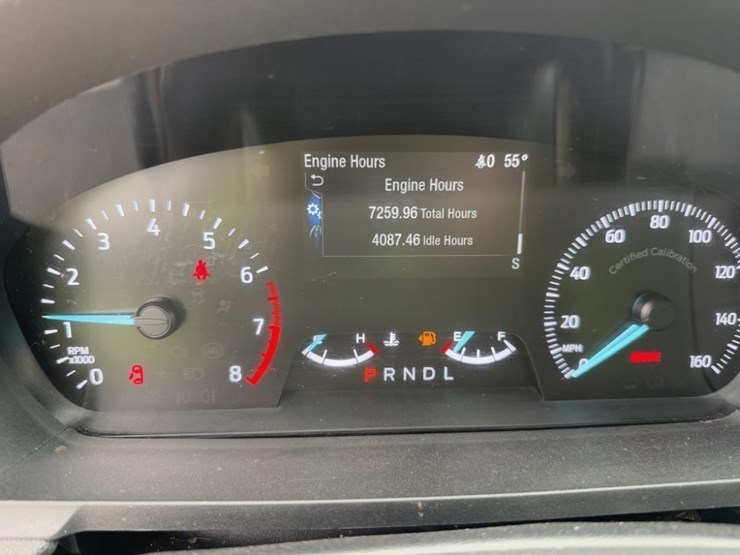 Engine Hours 40 55°
Engine Hours
7259.96 Total Hours
4087.46 Idle Hours
S
0 1 2 3 4 5 6 7 8
RPM
x1000
H
E F
P R N D L
0 20 40 60 80 100 120 140 160
MPH
Certified Calibration